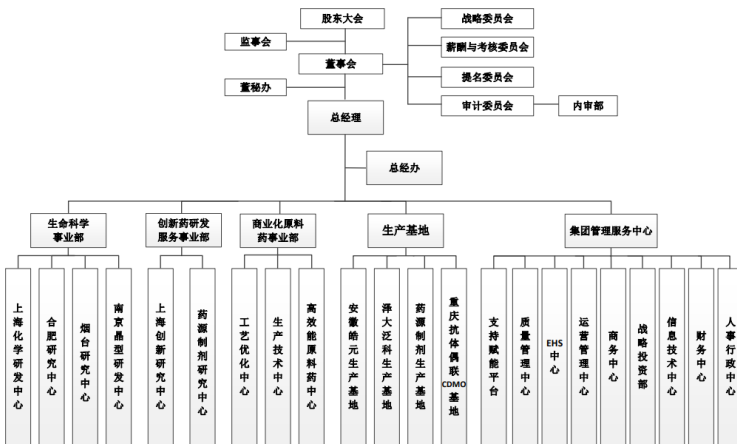 股东大会
监事会
董事会
董秘办
总经理
总经办
战略委员会
薪酬与考核委员会
提名委员会
审计委员会
内审部
生命科学
事业部
创新药研发
服务事业部
商业化原料
药事业部
生产基地
集团管理服务中心
上海化学研发中心
合肥研究中心
烟台研究中心
南京晶型研发中心
上海创新研究中心
药源制剂研究中心
工艺优化中心
生产技术中心
高效能原料药中心
安徽皓元生产基地
泽大泛科生产基地
药源制剂生产基地
重庆抗体偶联CDMO基地
支持赋能平台
质量管理中心
EHS中心
运营管理中心
商务中心
战略投资部
信息技术中心
财务中心
人事行政中心